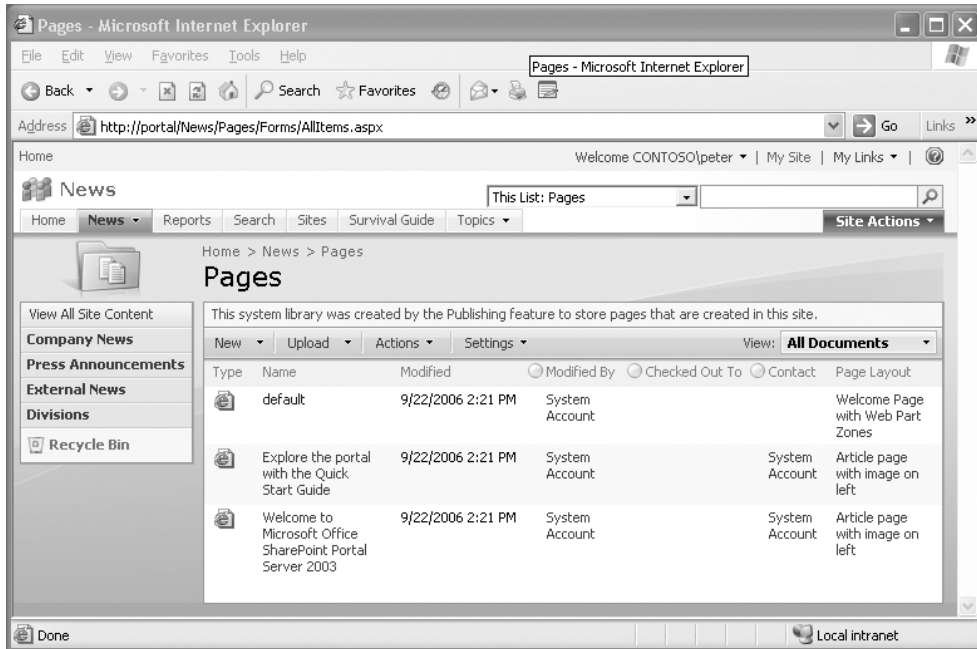 Pages - Microsoft Internet Explorer
File Edit View Favorites Tools Help
Pages - Microsoft Internet Explorer
Back Search Favorites
Address http://portal/News/Pages/Forms/AllItems.aspx Go Links »
Home Welcome CONTOSO\peter | My Site | My Links |
News This List: Pages
Home News Reports Search Sites Survival Guide Topics Site Actions
Home > News > Pages
Pages
View All Site Content
Company News
Press Announcements
External News
Divisions
Recycle Bin
This system library was created by the Publishing feature to store pages that are created in this site.
New Upload Actions Settings View: All Documents
Type Name Modified Modified By Checked Out To Contact Page Layout
default 9/22/2006 2:21 PM System Welcome Page
Account with Web Part
Zones
Explore the portal 9/22/2006 2:21 PM System System Article page
with the Quick Account Account with image on
Start Guide left
Welcome to 9/22/2006 2:21 PM System System Article page
Microsoft Office Account Account with image on
SharePoint Portal left
Server 2003
Done Local intranet